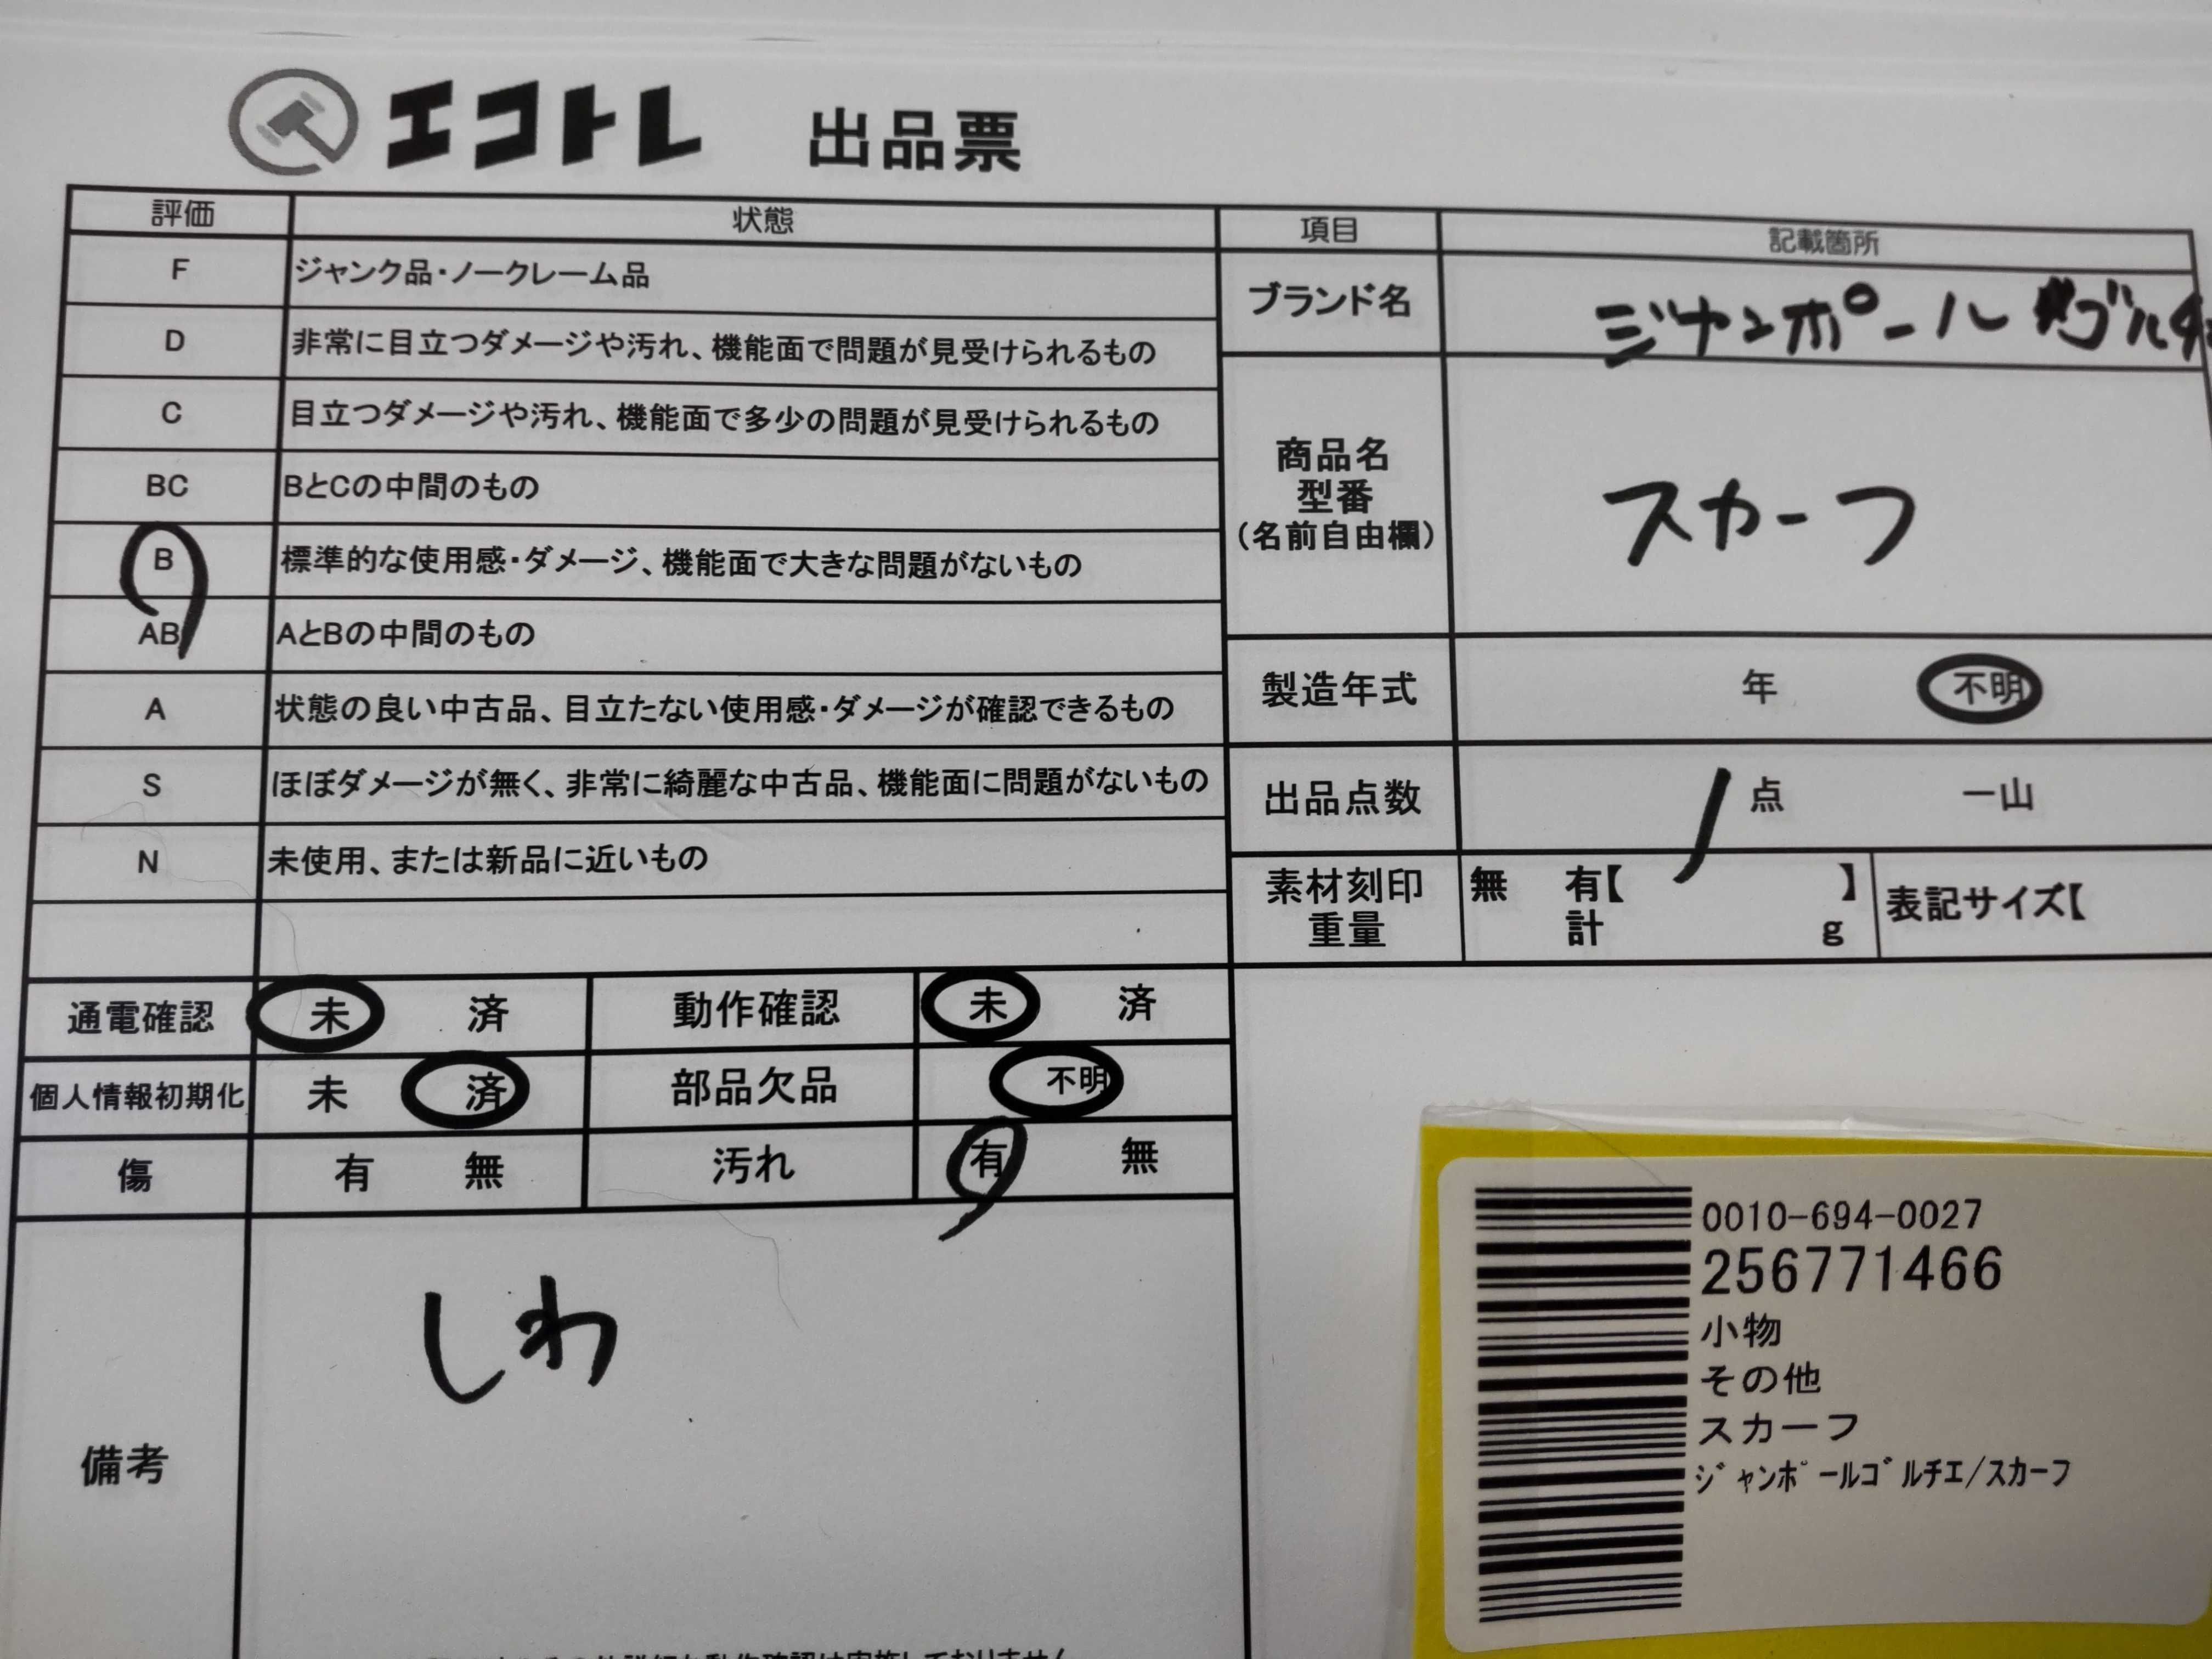 エコトレ 出品票
評価 状態
F ジャンク品・ノークレーム品
D 非常に目立つダメージや汚れ、機能面で問題が見受けられるもの
C 目立つダメージや汚れ、機能面で多少の問題が見受けられるもの
BC BとCの中間のもの
B 標準的な使用感・ダメージ、機能面で大きな問題がないもの
AB AとBの中間のもの
A 状態の良い中古品、目立たない使用感・ダメージが確認できるもの
S ほぼダメージが無く、非常に綺麗な中古品、機能面に問題がないもの
N 未使用、または新品に近いもの
項目 記載箇所
ブランド名 ジャンポール ゴルチ
商品名
型番
(名前自由欄)
スカーフ
製造年式 年 不明
出品点数 1 点 一山
素材刻印 無 有【 】
重量 計 g
表記サイズ【
通電確認 未 済 動作確認 未 済
個人情報初期化 未 済 部品欠品 不明
傷 有 無 汚れ 有 無
備考 しわ
0010-694-0027
256771466
小物
その他
スカーフ
ｼﾞｬﾝﾎﾟｰﾙｺﾞﾙﾁｴ/ｽｶｰﾌ